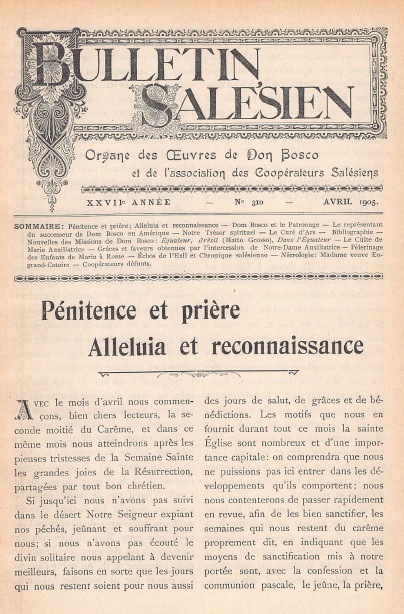 BULLETIN
SALÉSIEN
Organe des Œuvres de Don Bosco
et de l'association des Coopérateurs Salésiens
XXVIIe ANNÉE — No 310 — AVRIL 1905.
SOMMAIRE: Pénitence et prière; Alleluia et reconnaissance — Dom Bosco et le Patronage — Le représentant
du successeur de Dom Bosco en Amérique — Notre Trésor spirituel — Le Curé d'Ars — Bibliographie —
Nouvelles des Missions de Dom Bosco: Équateur, Brésil (Matto Grosso), Dans l'Équateur — Le Culte de
Marie Auxiliatrice — Grâces et faveurs obtenues par l'intercession de Notre-Dame Auxiliatrice — Pèlerinage
des Enfants de Marie à Rome — Échos de l'Exil et Chronique salésienne — Nécrologie: Madame veuve En-
grand-Cuisire — Coopérateurs défunts.
Pénitence et prière
Alleluia et reconnaissance
AVEC le mois d'avril nous commen-
çons, bien chers lecteurs, la se-
conde moitié du Carême, et dans ce
même mois nous atteindrons après les
pieuses tristesses de la Semaine Sainte
les grandes joies de la Résurrection,
partagées par tout bon chrétien.
Si jusqu'ici nous n'avons pas suivi
dans le désert Notre Seigneur expiant
nos péchés, jeûnant et souffrant pour
nous; si nous n'avons pas écouté le
divin solitaire nous appelant à devenir
meilleurs, faisons en sorte que les jours
qui nous restent soient pour nous aussi
des jours de salut, de grâces et de bé-
nédictions. Les motifs que nous en
fournit durant tout ce mois la sainte
Église sont nombreux et d'une impor-
tance capitale: on comprendra que nous
ne puissions pas ici entrer dans les dé-
veloppements qu'ils comportent; nous
nous contenterons de passer rapidement
en revue, afin de les bien sanctifier, les
semaines qui nous restent du carême
proprement dit, en indiquant que les
moyens de sanctification mis à notre
portée sont, avec la confession et la
communion pascale, le jeûne, la prière,